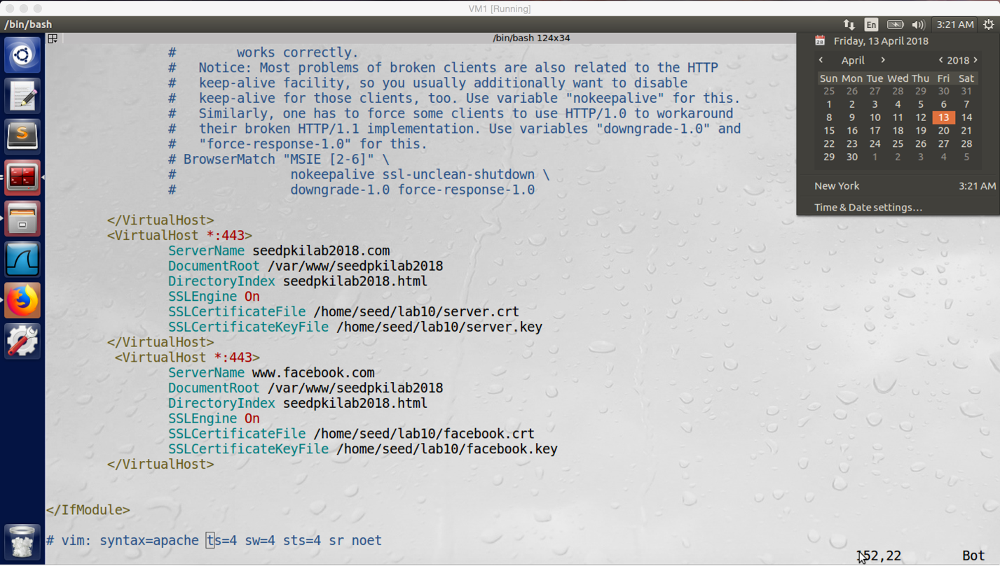 VM1 [Running]
/bin/bash
En
3:21 AM
/bin/bash 124x34
# works correctly.
# Notice: Most problems of broken clients are also related to the HTTP
# keep-alive facility, so you usually additionally want to disable
# keep-alive for those clients, too. Use variable "nokeepalive" for this.
# Similarly, one has to force some clients to use HTTP/1.0 to workaround
# their broken HTTP/1.1 implementation. Use variables "downgrade-1.0" and
# "force-response-1.0" for this.
# BrowserMatch "MSIE [2-6]" \
# nokeepalive ssl-unclean-shutdown \
# downgrade-1.0 force-response-1.0
</VirtualHost>
<VirtualHost *:443>
ServerName seedpkilab2018.com
DocumentRoot /var/www/seedpkilab2018
DirectoryIndex seedpkilab2018.html
SSLEngine On
SSLCertificateFile /home/seed/lab10/server.crt
SSLCertificateKeyFile /home/seed/lab10/server.key
</VirtualHost>
<VirtualHost *:443>
ServerName www.facebook.com
DocumentRoot /var/www/seedpkilab2018
DirectoryIndex seedpkilab2018.html
SSLEngine On
SSLCertificateFile /home/seed/lab10/facebook.crt
SSLCertificateKeyFile /home/seed/lab10/facebook.key
</VirtualHost>
</IfModule>
# vim: syntax=apache ts=4 sw=4 sts=4 sr noet
152,22 Bot
28 Friday, 13 April 2018
< April > < 2018 >
Sun Mon Tue Wed Thu Fri Sat
25 26 27 28 29 30 31
1 2 3 4 5 6 7
8 9 10 11 12 13 14
15 16 17 18 19 20 21
22 23 24 25 26 27 28
29 30 1 2 3 4 5
New York 3:21 AM
Time & Date settings...